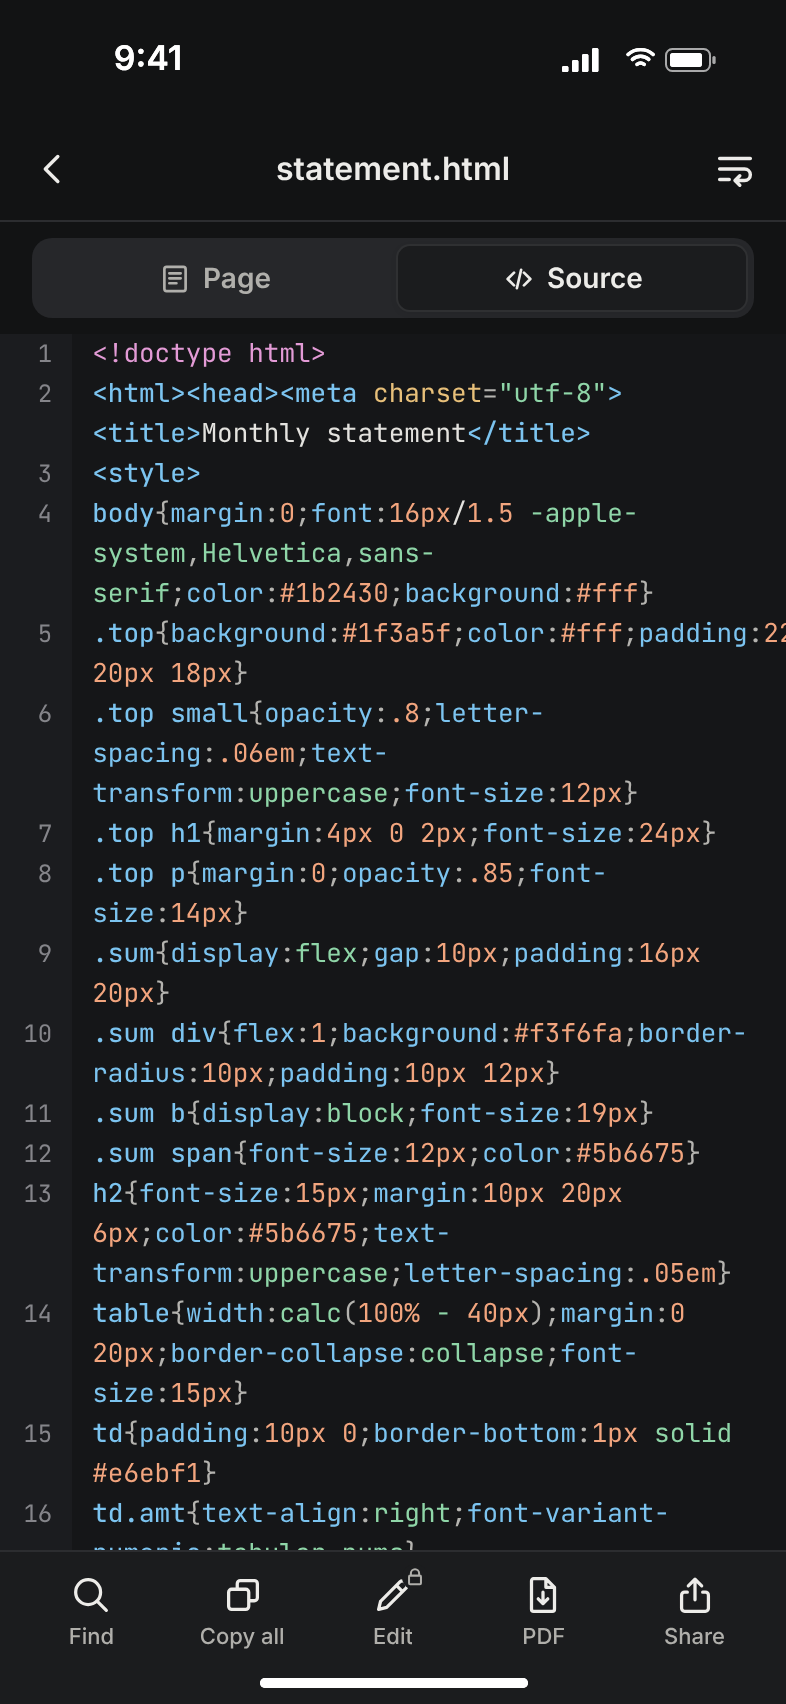 9:41
statement.html
Page
Source
1 <!doctype html>
2 <html><head><meta charset="utf-8">
<title>Monthly statement</title>
3 <style>
4 body{margin:0;font:16px/1.5 -apple-
system,Helvetica,sans-
serif;color:#1b2430;background:#fff}
5 .top{background:#1f3a5f;color:#fff;padding:22
20px 18px}
6 .top small{opacity:.8;letter-
spacing:.06em;text-
transform:uppercase;font-size:12px}
7 .top h1{margin:4px 0 2px;font-size:24px}
8 .top p{margin:0;opacity:.85;font-
size:14px}
9 .sum{display:flex;gap:10px;padding:16px
20px}
10 .sum div{flex:1;background:#f3f6fa;border-
radius:10px;padding:10px 12px}
11 .sum b{display:block;font-size:19px}
12 .sum span{font-size:12px;color:#5b6675}
13 h2{font-size:15px;margin:10px 20px
6px;color:#5b6675;text-
transform:uppercase;letter-spacing:.05em}
14 table{width:calc(100% - 40px);margin:0
20px;border-collapse:collapse;font-
size:15px}
15 td{padding:10px 0;border-bottom:1px solid
#e6ebf1}
16 td.amt{text-align:right;font-variant-
Find
Copy all
Edit
PDF
Share